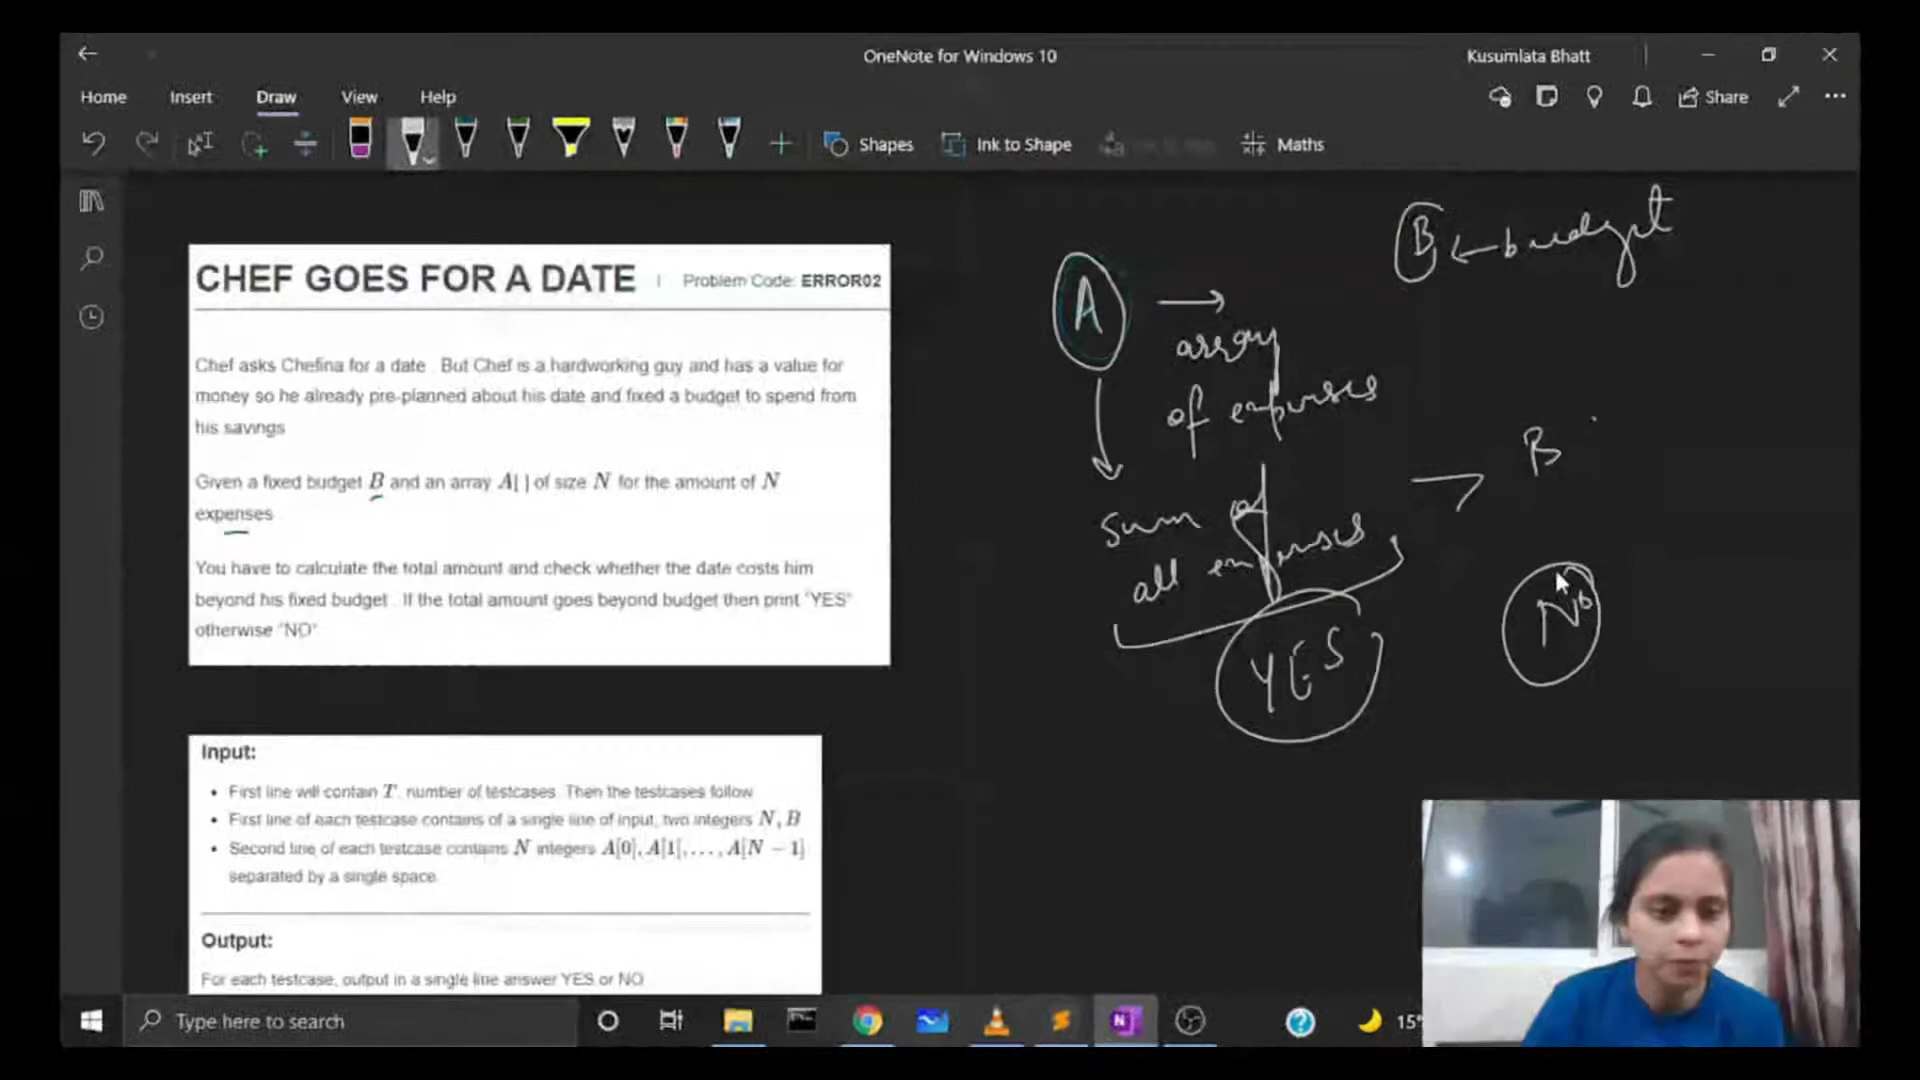 OneNote for Windows 10
Kusumlata Bhatt
Home Insert Draw View Help
Share
Shapes Ink to Shape Maths
CHEF GOES FOR A DATE | Problem Code: ERROR02
Chef asks Chefina for a date. But Chef is a hardworking guy and has a value for
money so he already pre-planned about his date and fixed a budget to spend from
his savings
Given a fixed budget B and an array A[ ] of size N for the amount of N
expenses
You have to calculate the total amount and check whether the date costs him
beyond his fixed budget. If the total amount goes beyond budget then print "YES"
otherwise "NO"
Input:
• First line will contain T, number of testcases. Then the testcases follow
• First line of each testcase contains of a single line of input, two integers N, B
• Second line of each testcase contains N integers A[0], A[1], . . . , A[N − 1]
separated by a single space.
Output:
For each testcase, output in a single line answer YES or NO
B ← budget
A →
array
of expenses
sum of
all expenses
B
YES
No
Type here to search
15°